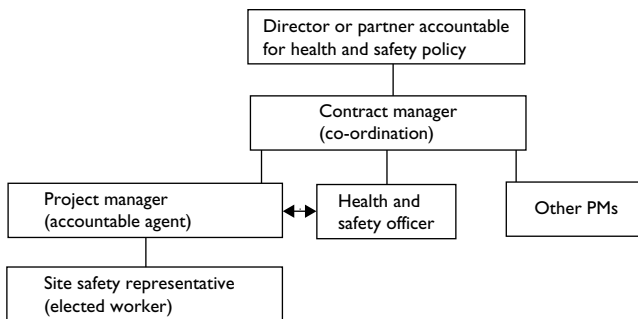 Director or partner accountable
for health and safety policy
Contract manager
(co-ordination)
Project manager
(accountable agent)
Health and
safety officer
Other PMs
Site safety representative
(elected worker)